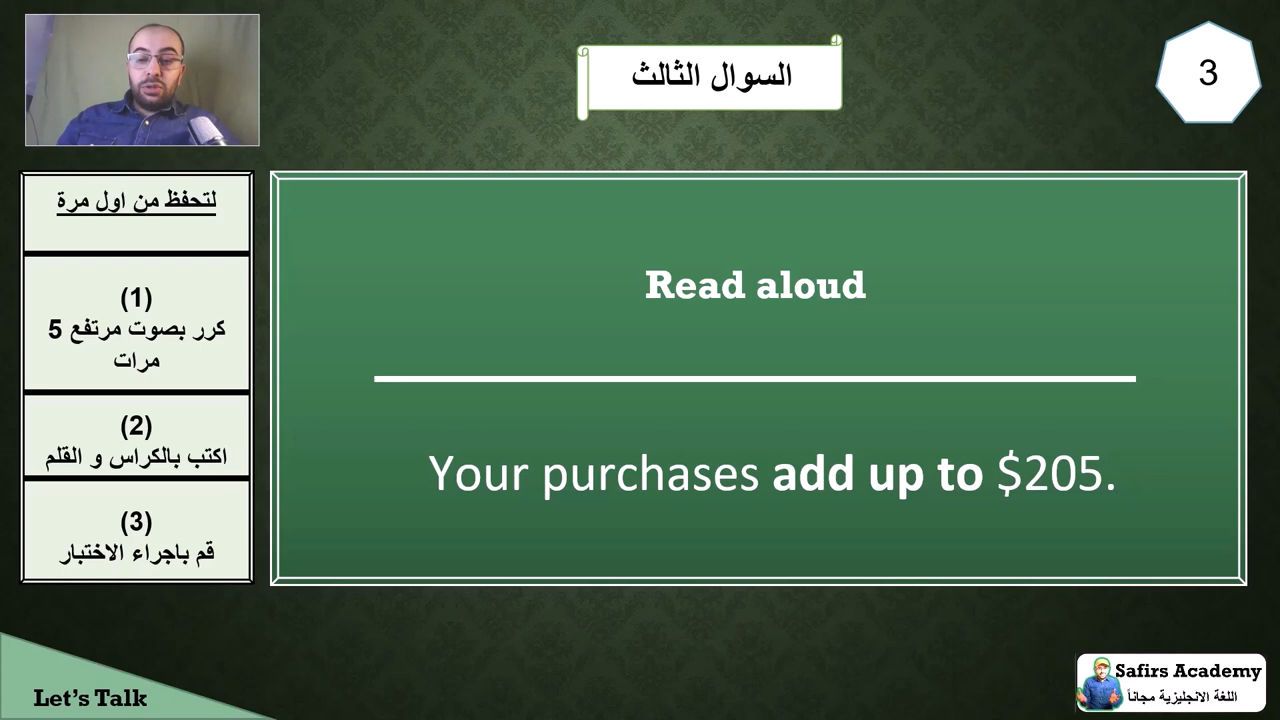 السوال الثالث
3
لتحفظ من اول مرة
(1)
كرر بصوت مرتفع 5
مرات
(2)
اكتب بالكراس و القلم
(3)
قم باجراء الاختبار
Read aloud
Your purchases add up to $205.
Let's Talk
Safirs Academy
اللغة الانجليزية مجاناً